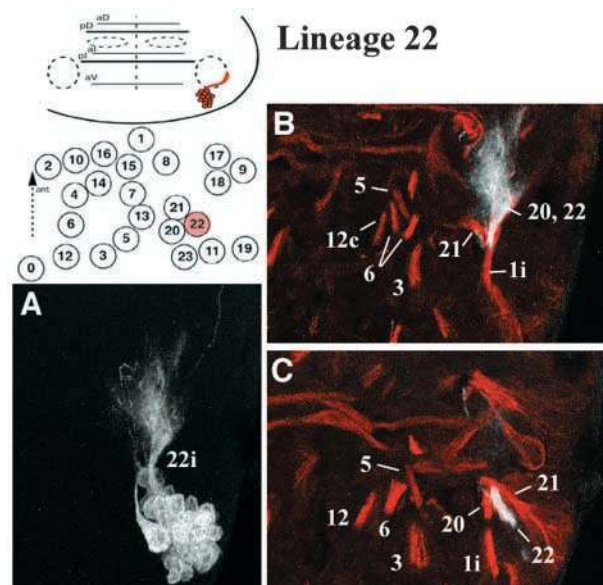 Lineage 22
aD
pD
aI
pI
aV
1
2 10 16 15 8 17 9
4 14 7 18
6 13 21
5 20 22
0 12 3 23 11 19
ant.
A
22i
B
5
12c
6
3
21
20, 22
1i
C
5
12
6
3
20
1i
21
22